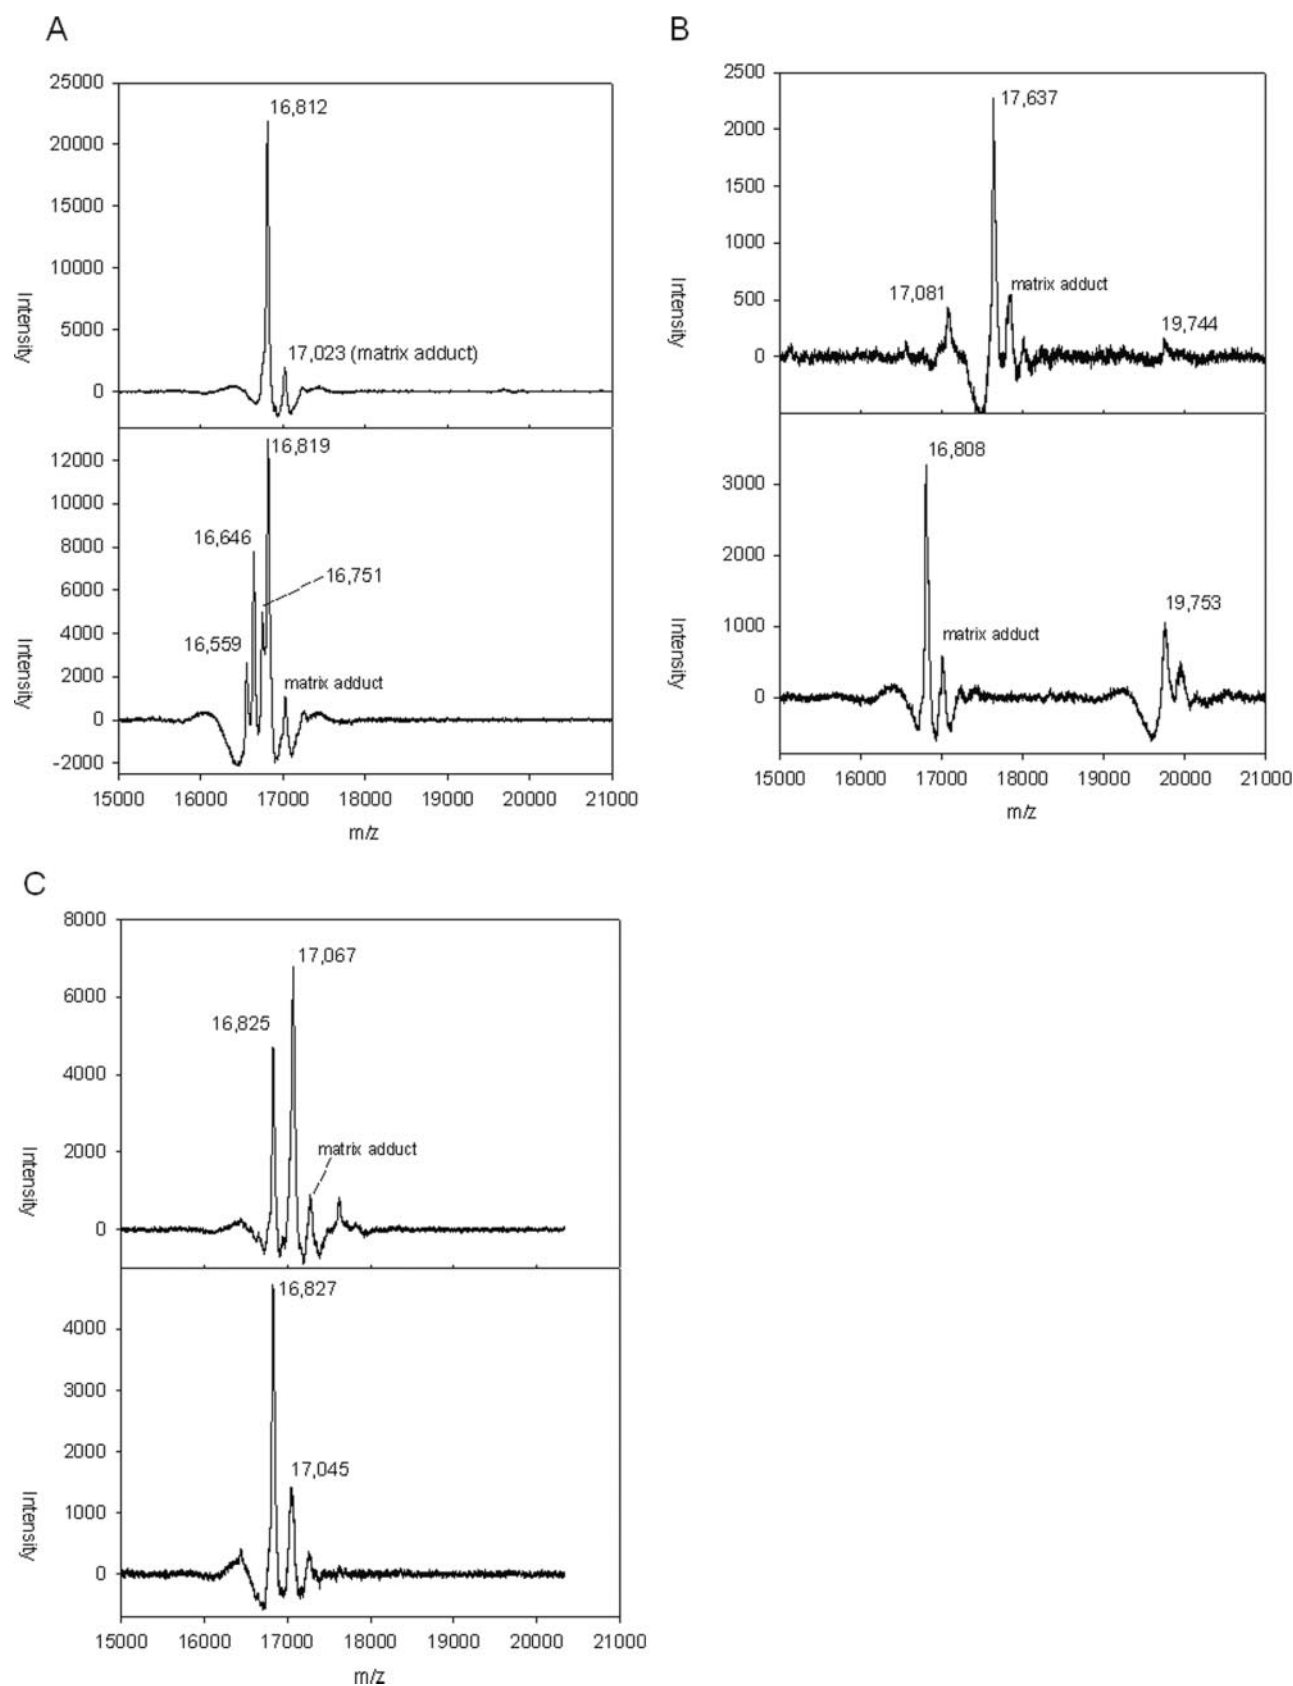 A
25000
20000
15000
10000
5000
0
Intensity
16,812
17,023 (matrix adduct)
12000
10000
8000
6000
4000
2000
0
-2000
Intensity
16,819
16,646
16,751
16,559
matrix adduct
15000 16000 17000 18000 19000 20000 21000
m/z
B
2500
2000
1500
1000
500
0
Intensity
17,637
17,081
matrix adduct
19,744
3000
2000
1000
0
Intensity
16,808
19,753
matrix adduct
15000 16000 17000 18000 19000 20000 21000
m/z
C
8000
6000
4000
2000
0
Intensity
17,067
16,825
matrix adduct
4000
3000
2000
1000
0
Intensity
16,827
17,045
15000 16000 17000 18000 19000 20000 21000
m/z